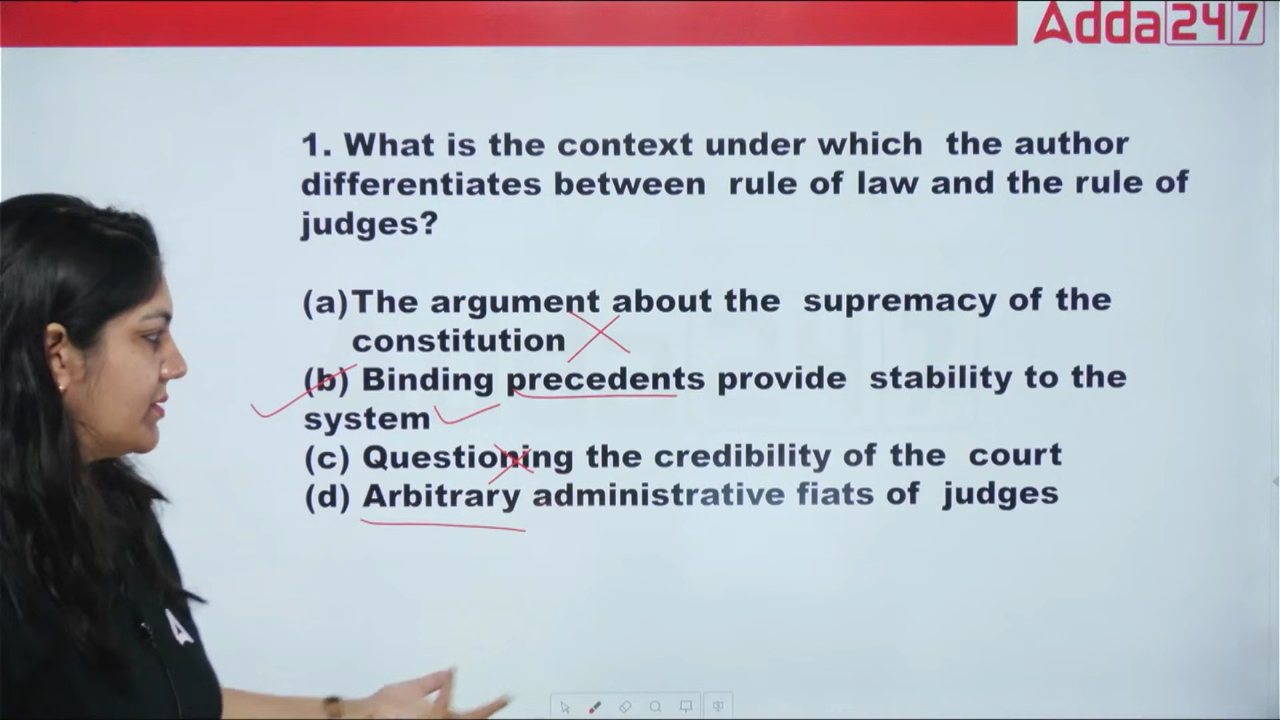 Adda247
1. What is the context under which the author
differentiates between rule of law and the rule of
judges?
(a) The argument about the supremacy of the
constitution
(b) Binding precedents provide stability to the
system
(c) Questioning the credibility of the court
(d) Arbitrary administrative fiats of judges